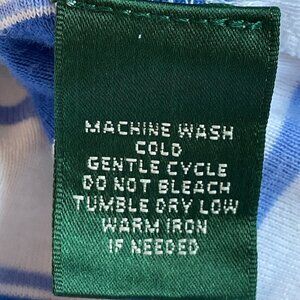 MACHINE WASH
COLD
GENTLE CYCLE
DO NOT BLEACH
TUMBLE DRY LOW
WARM IRON
IF NEEDED